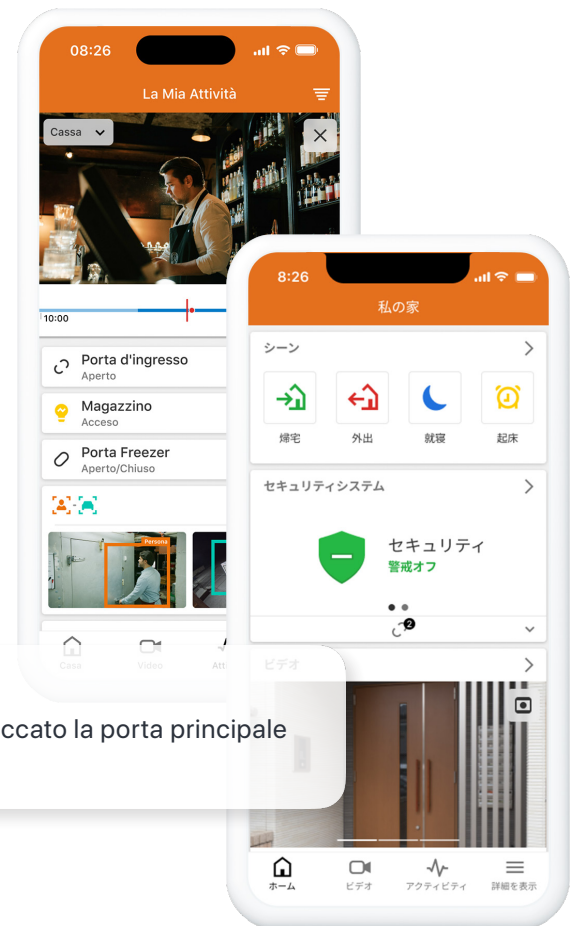 08:26
La Mia Attività
Cassa
10:00
Porta d'ingresso
Aperto
Magazzino
Acceso
Porta Freezer
Aperto/Chiuso
Persona
Casa
Video
Att
ccato la porta principale
8:26
私の家
シーン
帰宅
外出
就寝
起床
セキュリティシステム
セキュリティ
警戒オフ
2
ビデオ
ホーム
ビデオ
アクティビティ
詳細を表示